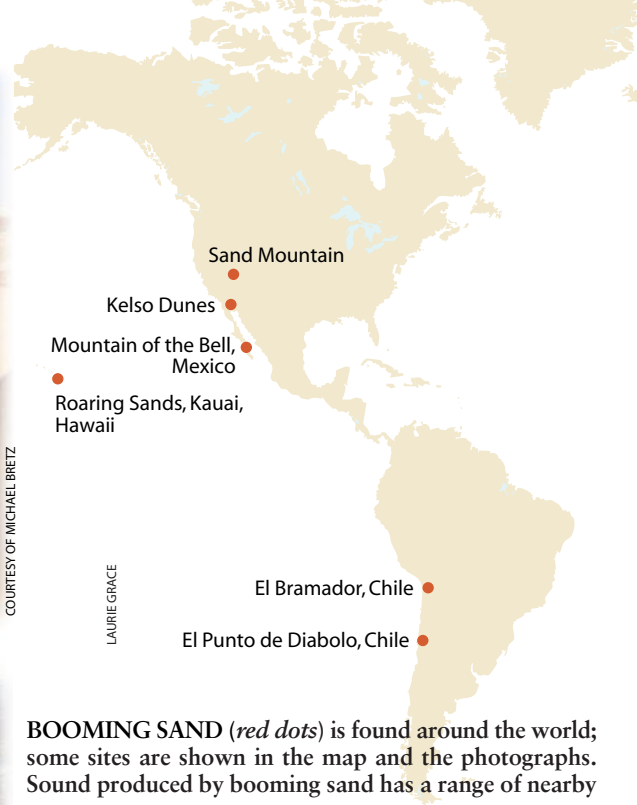 Sand Mountain
Kelso Dunes
Mountain of the Bell,
Mexico
Roaring Sands, Kauai,
Hawaii
COURTESY OF MICHAEL BRETZ
LAURIE GRACE
El Bramador, Chile
El Punto de Diabolo, Chile
BOOMING SAND (red dots) is found around the world;
some sites are shown in the map and the photographs.
Sound produced by booming sand has a range of nearby